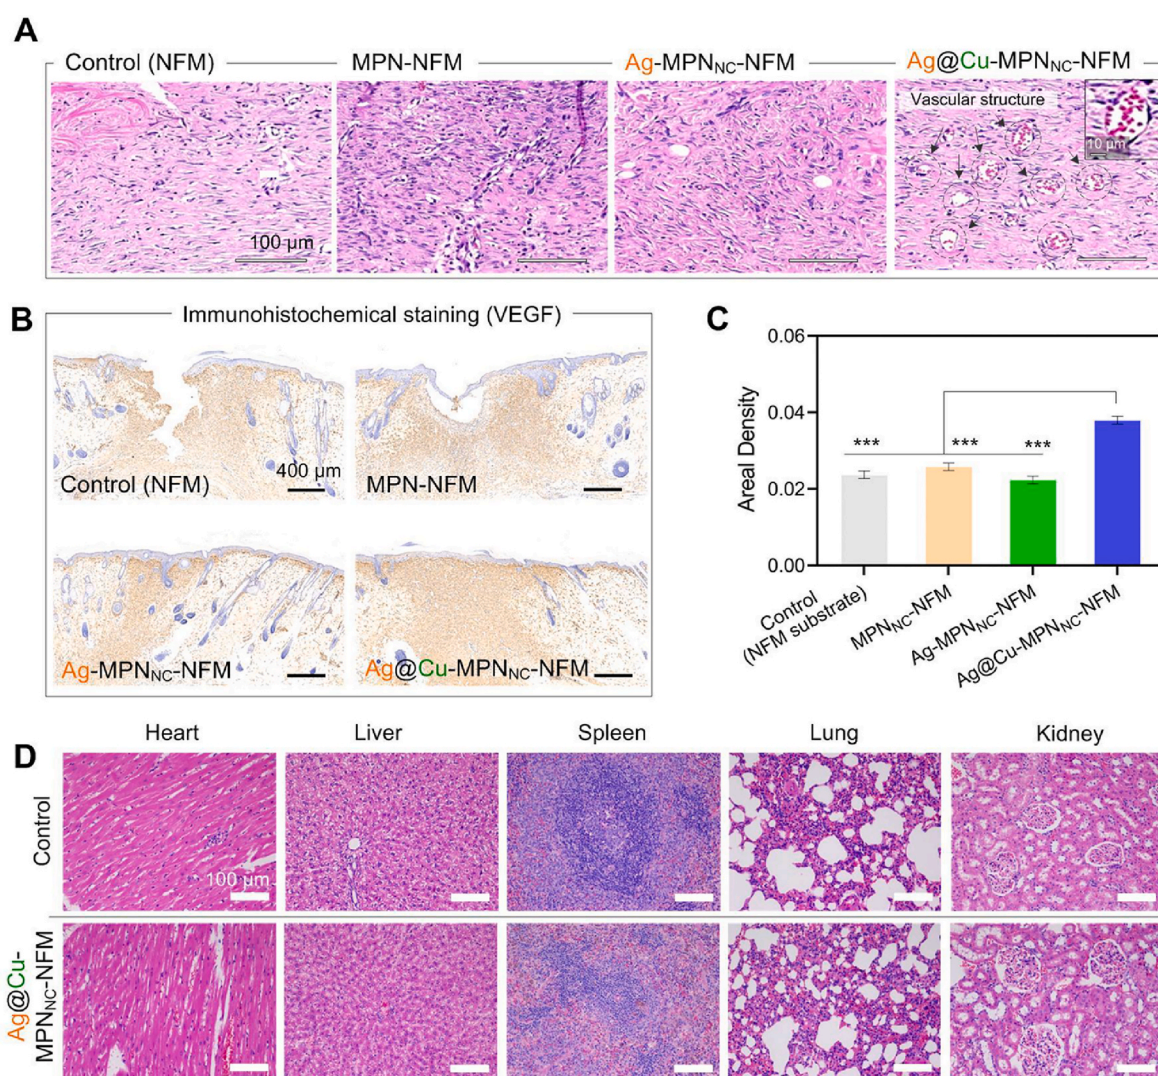 A
Control (NFM)
MPN-NFM
Ag-MPNNC-NFM
Ag@Cu-MPNNC-NFM
Vascular structure
10 µm
100 µm
B
Immunohistochemical staining (VEGF)
400 µm
Control (NFM)
MPN-NFM
Ag-MPNNC-NFM
Ag@Cu-MPNNC-NFM
C
Areal Density
0.06
0.04
0.02
0.00
***
***
***
Control
(NFM substrate)
MPNNC-NFM
Ag-MPNNC-NFM
Ag@Cu-MPNNC-NFM
D
Heart
Liver
Spleen
Lung
Kidney
Control
100 µm
Ag@Cu-
MPNNC-NFM